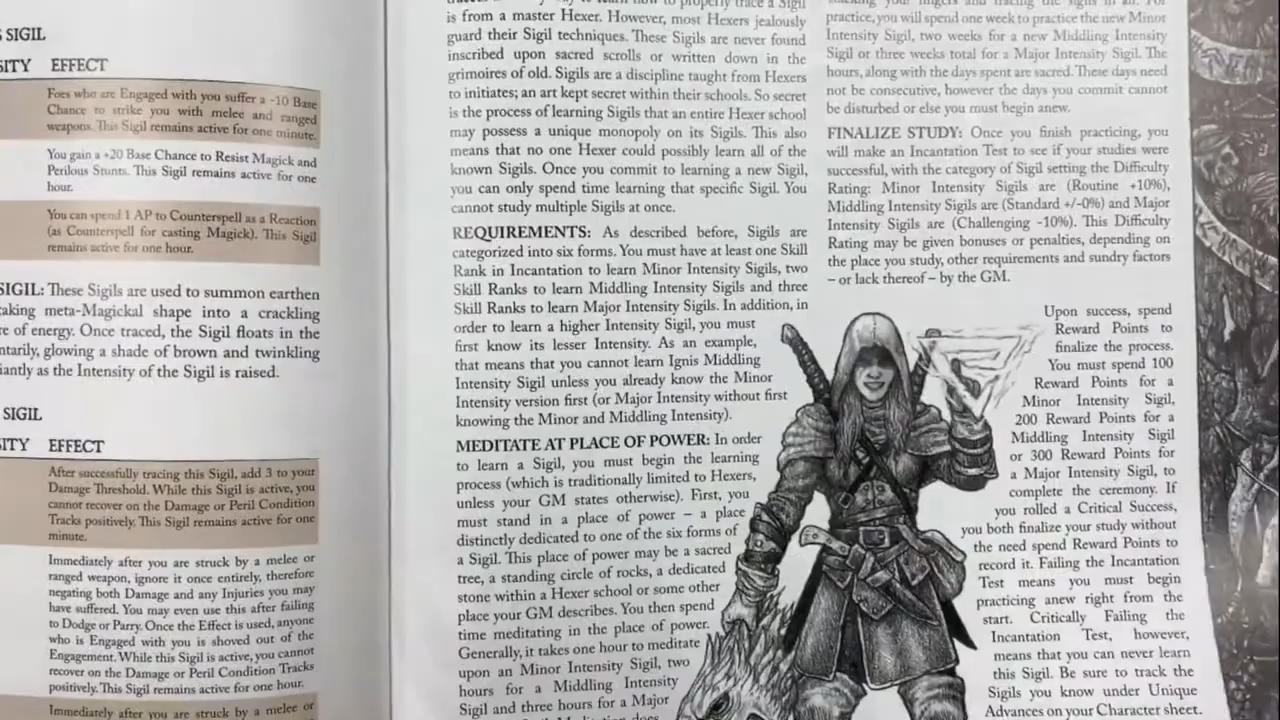 SIGIL
EFFECT
Foes who are Engaged with you suffer a -10 Base
Chance to strike you with melee and ranged
weapons. This Sigil remains active for one minute.
You gain a +20 Base Chance to Resist Magick and
Perilous Stunts. This Sigil remains active for one
hour.
You can spend 1 AP to Counterspell as a Reaction
(as Counterspell for casting Magick). This Sigil
remains active for one hour.
SIGIL: These Sigils are used to summon earthen
meta-Magickal shape into a crackling
of energy. Once traced, the Sigil floats in the
glowing a shade of brown and twinkling
as the Intensity of the Sigil is raised.
SIGIL
EFFECT
After successfully tracing this Sigil, add 3 to your
Damage Threshold. While this Sigil is active, you
cannot recover on the Damage or Peril Condition
Tracks positively. This Sigil remains active for one
minute.
Immediately after you are struck by a melee or
ranged weapon, ignore it once entirely, therefore
negating both Damage and any Injuries you may
have suffered. You may even use this after failing
to Dodge or Parry. Once the Effect is used, anyone
who is Engaged with you is shoved out of the
Engagement. While this Sigil is active, you cannot
recover on the Damage or Peril Condition Tracks
positively. This Sigil remains active for one hour.
Immediately after you are struck by a melee or
is from a master Hexer. However, most Hexers jealously
guard their Sigil techniques. These Sigils are never found
inscribed upon sacred scrolls or written down in the
grimoires of old. Sigils are a discipline taught from Hexers
to initiates; an art kept secret within their schools. So secret
is the process of learning Sigils that an entire Hexer school
may possess a unique monopoly on its Sigils. This also
means that no one Hexer could possibly learn all of the
known Sigils. Once you commit to learning a new Sigil,
you can only spend time learning that specific Sigil. You
cannot study multiple Sigils at once.
REQUIREMENTS: As described before, Sigils are
categorized into six forms. You must have at least one Skill
Rank in Incantation to learn Minor Intensity Sigils, two
Skill Ranks to learn Middling Intensity Sigils and three
Skill Ranks to learn Major Intensity Sigils. In addition, in
order to learn a higher Intensity Sigil, you must
first know its lesser Intensity. As an example,
that means that you cannot learn Ignis Middling
Intensity Sigil unless you already know the Minor
Intensity version first (or Major Intensity without first
knowing the Minor and Middling Intensity).
MEDITATE AT PLACE OF POWER: In order
to learn a Sigil, you must begin the learning
process (which is traditionally limited to Hexers,
unless your GM states otherwise). First, you
must stand in a place of power – a place
distinctly dedicated to one of the six forms of
a Sigil. This place of power may be a sacred
tree, a standing circle of rocks, a dedicated
stone within a Hexer school or some other
place your GM describes. You then spend
time meditating in the place of power.
Generally, it takes one hour to meditate
upon an Minor Intensity Sigil, two
hours for a Middling Intensity
Sigil and three hours for a Major
practice, you will spend one week to practice the new Minor
Intensity Sigil, two weeks for a new Middling Intensity
Sigil or three weeks total for a Major Intensity Sigil. The
hours, along with the days spent are sacred. These days need
not be consecutive, however the days you commit cannot
be disturbed or else you must begin anew.
FINALIZE STUDY: Once you finish practicing, you
will make an Incantation Test to see if your studies were
successful, with the category of Sigil setting the Difficulty
Rating: Minor Intensity Sigils are (Routine +10%),
Middling Intensity Sigils are (Standard +/-0%) and Major
Intensity Sigils are (Challenging -10%). This Difficulty
Rating may be given bonuses or penalties, depending on
the place you study, other requirements and sundry factors
– or lack thereof – by the GM.
Upon success, spend
Reward Points to
finalize the process.
You must spend 100
Reward Points for a
Minor Intensity Sigil,
200 Reward Points for a
Middling Intensity Sigil
or 300 Reward Points for
a Major Intensity Sigil, to
complete the ceremony. If
you rolled a Critical Success,
you both finalize your study without
the need spend Reward Points to
record it. Failing the Incantation
Test means you must begin
practicing anew right from the
start. Critically Failing the
Incantation Test, however,
means that you can never learn
this Sigil. Be sure to track the
Sigils you know under Unique
Advances on your Character sheet.